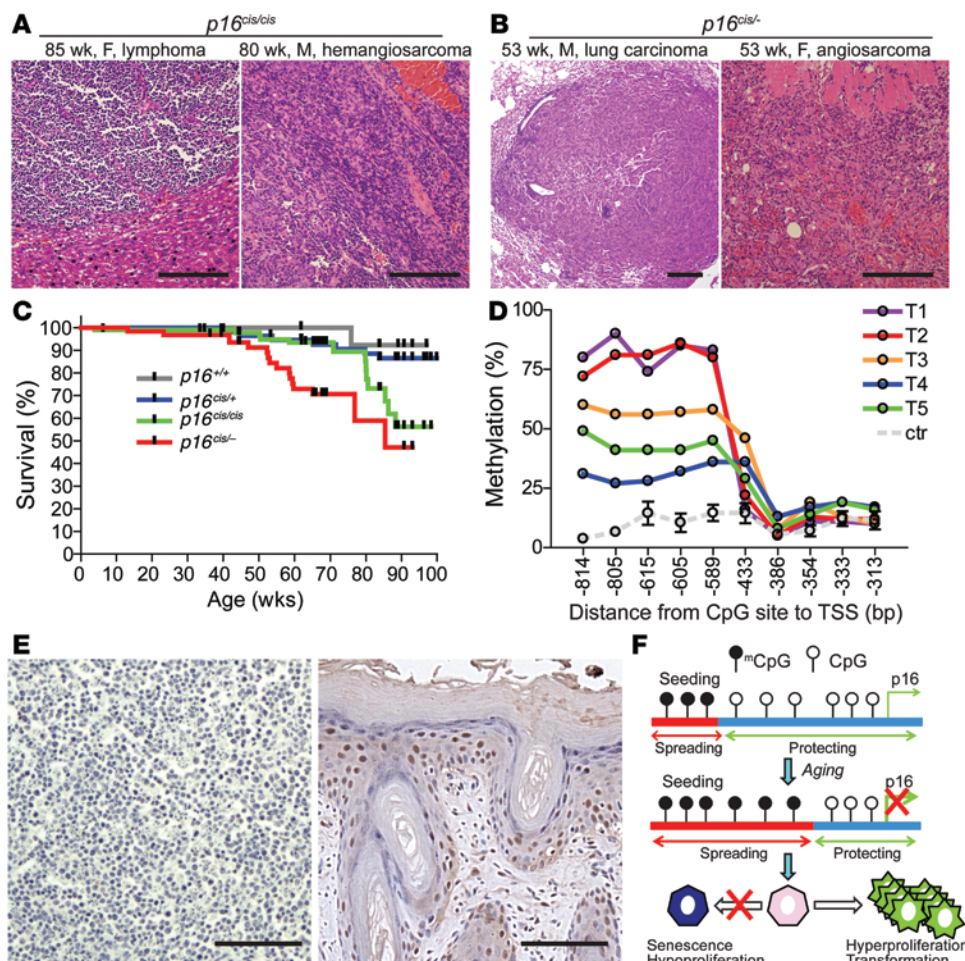 A
p16cis/cis
85 wk, F, lymphoma
80 wk, M, hemangiosarcoma
B
p16cis/-
53 wk, M, lung carcinoma
53 wk, F, angiosarcoma
C
Survival (%)
100
90
80
70
60
50
40
30
20
10
0
p16+/+
p16cis/+
p16cis/cis
p16cis/–
0 10 20 30 40 50 60 70 80 90 100
Age (wks)
D
Methylation (%)
100
75
50
25
0
T1
T2
T3
T4
T5
ctr
-814
-805
-615
-605
-589
-433
-386
-354
-333
-313
Distance from CpG site to TSS (bp)
E
F
mCpG CpG
Seeding
p16
Spreading Protecting
Aging
Seeding
p16
Spreading Protecting
Senescence
Hypoproliferation
Hyperproliferation
Transformation